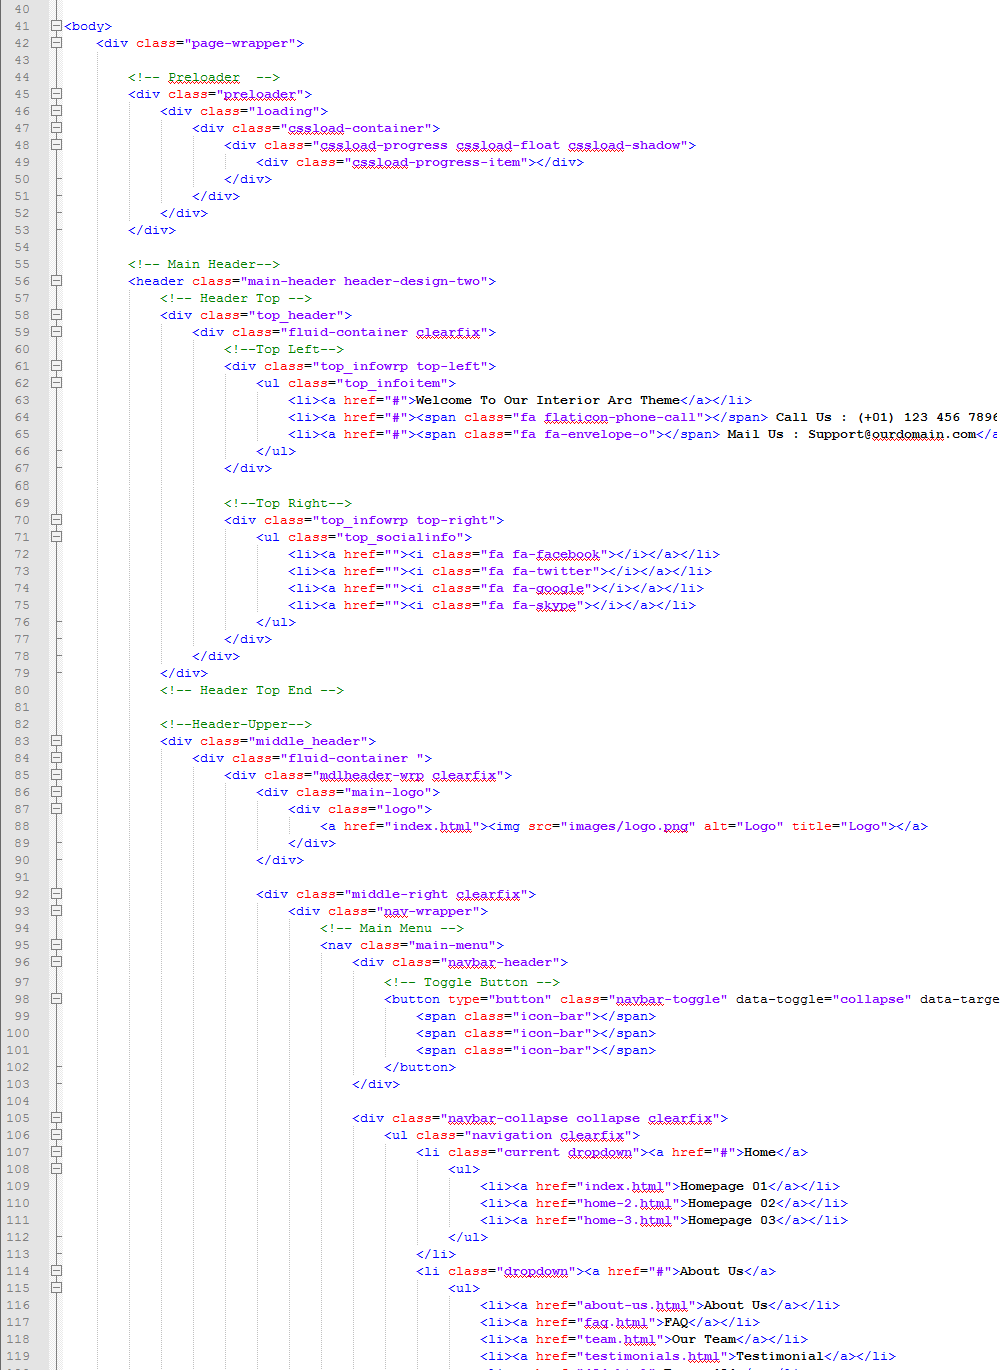 40
41 <body>
42 <div class="page-wrapper">
43
44 <!-- Preloader  -->
45 <div class="preloader">
46 <div class="loading">
47 <div class="cssload-container">
48 <div class="cssload-progress cssload-float cssload-shadow">
49 <div class="cssload-progress-item"></div>
50 </div>
51 </div>
52 </div>
53 </div>
54
55 <!-- Main Header-->
56 <header class="main-header header-design-two">
57 <!-- Header Top -->
58 <div class="top_header">
59 <div class="fluid-container clearfix">
60 <!--Top Left-->
61 <div class="top_infowrp top-left">
62 <ul class="top_infoitem">
63 <li><a href="#">Welcome To Our Interior Arc Theme</a></li>
64 <li><a href="#"><span class="fa flaticon-phone-call"></span> Call Us : (+01) 123 456 7896
65 <li><a href="#"><span class="fa fa-envelope-o"></span> Mail Us : Support@ourdomain.com</a
66 </ul>
67 </div>
68
69 <!--Top Right-->
70 <div class="top_infowrp top-right">
71 <ul class="top_socialinfo">
72 <li><a href=""><i class="fa fa-facebook"></i></a></li>
73 <li><a href=""><i class="fa fa-twitter"></i></a></li>
74 <li><a href=""><i class="fa fa-google"></i></a></li>
75 <li><a href=""><i class="fa fa-skype"></i></a></li>
76 </ul>
77 </div>
78 </div>
79 </div>
80 <!-- Header Top End -->
81
82 <!--Header-Upper-->
83 <div class="middle_header">
84 <div class="fluid-container ">
85 <div class="mdlheader-wrp clearfix">
86 <div class="main-logo">
87 <div class="logo">
88 <a href="index.html"><img src="images/logo.png" alt="Logo" title="Logo"></a>
89 </div>
90 </div>
91
92 <div class="middle-right clearfix">
93 <div class="nav-wrapper">
94 <!-- Main Menu -->
95 <nav class="main-menu">
96 <div class="navbar-header">
97 <!-- Toggle Button -->
98 <button type="button" class="navbar-toggle" data-toggle="collapse" data-targe
99 <span class="icon-bar"></span>
100 <span class="icon-bar"></span>
101 <span class="icon-bar"></span>
102 </button>
103 </div>
104
105 <div class="navbar-collapse collapse clearfix">
106 <ul class="navigation clearfix">
107 <li class="current dropdown"><a href="#">Home</a>
108 <ul>
109 <li><a href="index.html">Homepage 01</a></li>
110 <li><a href="home-2.html">Homepage 02</a></li>
111 <li><a href="home-3.html">Homepage 03</a></li>
112 </ul>
113 </li>
114 <li class="dropdown"><a href="#">About Us</a>
115 <ul>
116 <li><a href="about-us.html">About Us</a></li>
117 <li><a href="faq.html">FAQ</a></li>
118 <li><a href="team.html">Our Team</a></li>
119 <li><a href="testimonials.html">Testimonial</a></li>